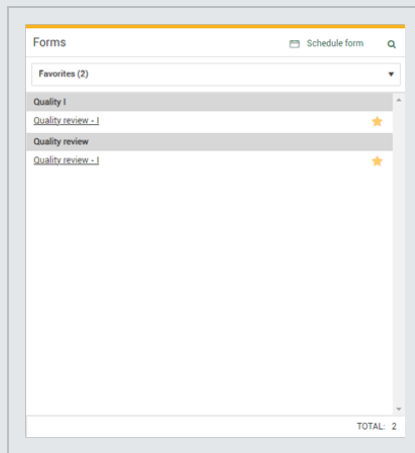 Forms
Schedule form
Favorites (2)
Quality I
Quality review - I
Quality review
Quality review - I
TOTAL: 2